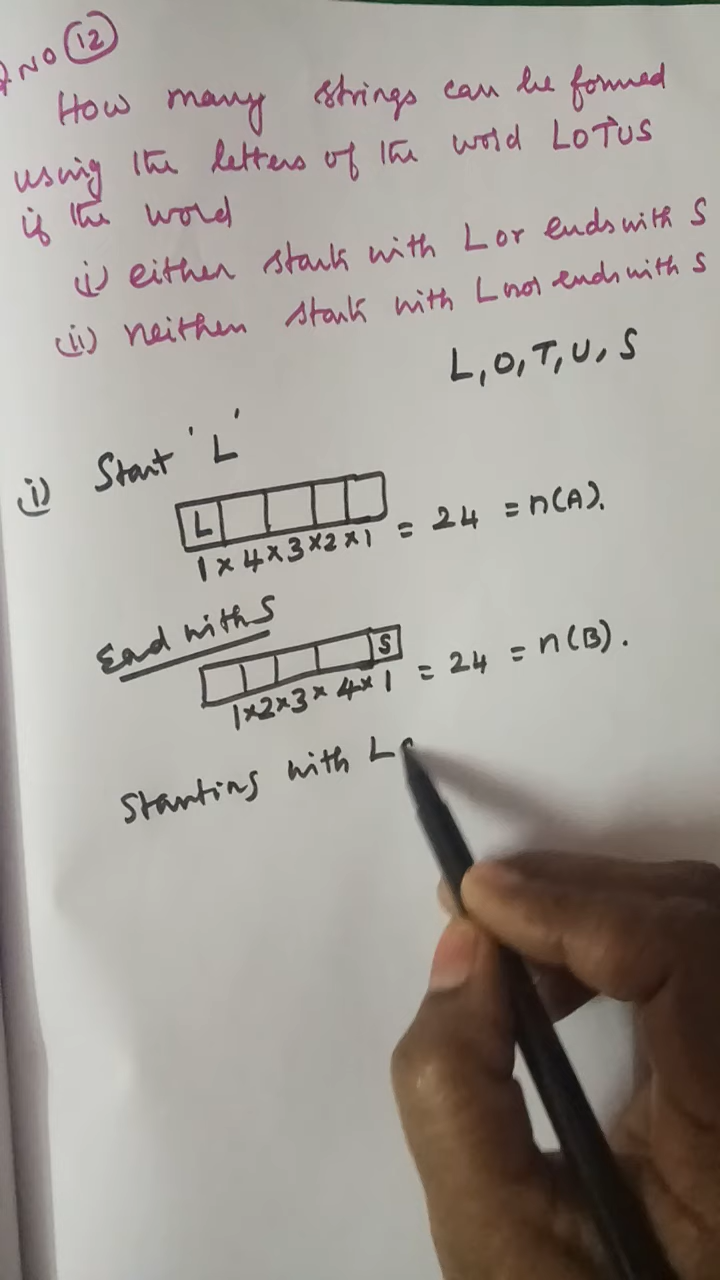 Q NO 12
How many strings can be formed
using the letters of the word LOTUS
if the word
(i) either starts with L or ends with S
(ii) neither starts with L nor ends with S
L, O, T, U, S
(i) Start 'L'
L
1 × 4 × 3 × 2 × 1 = 24 = n(A).
End with S
S
1×2×3× 4×1 = 24 = n(B).
Starting with L